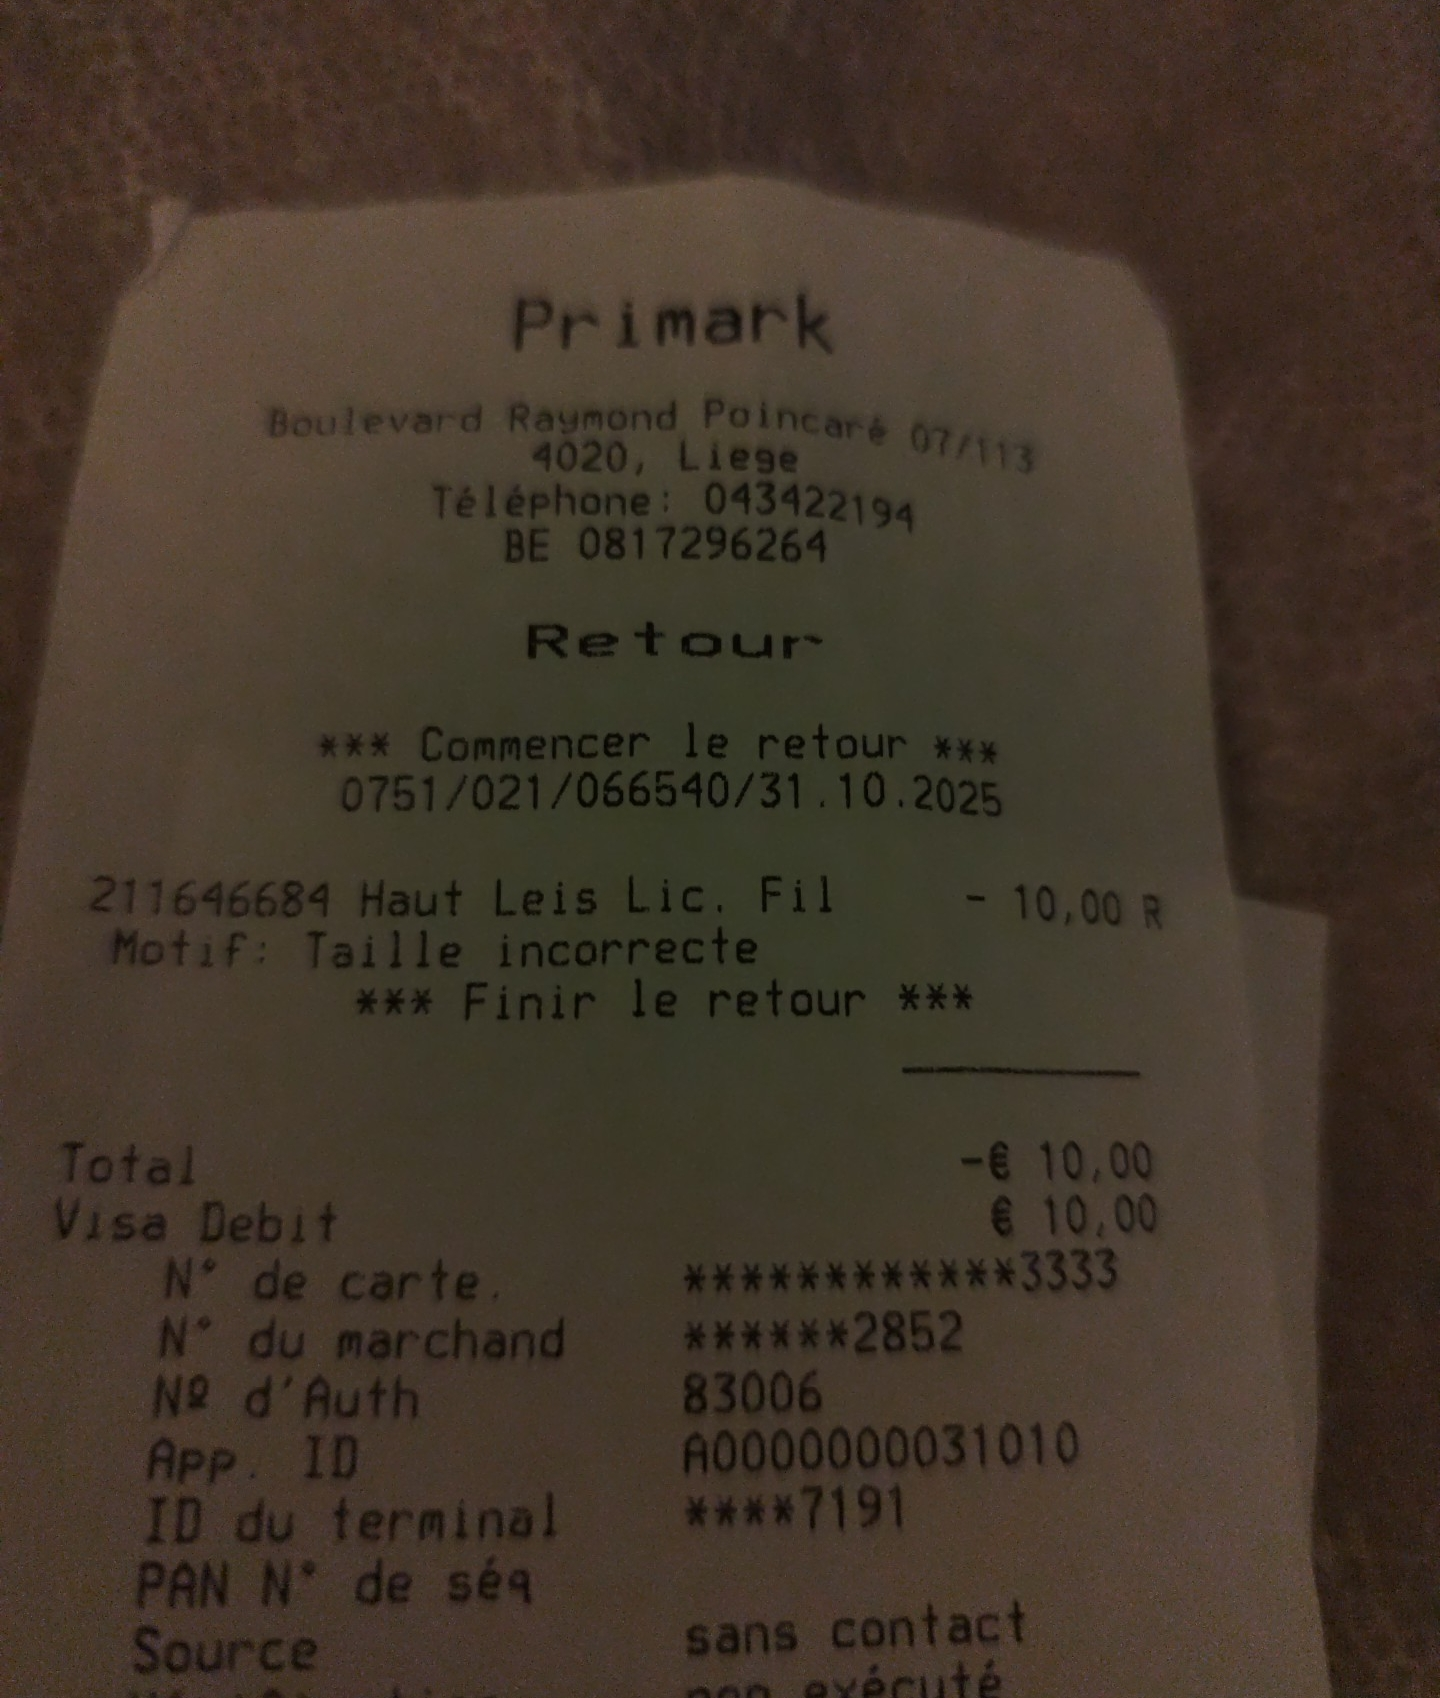 Primark
Boulevard Raymond Poincaré 07/113
4020, Liege
Téléphone: 043422194
BE 0817296264
Retour
*** Commencer le retour ***
0751/021/066540/31.10.2025
211646684 Haut Leis Lic. Fil - 10,00 R
Motif: Taille incorrecte
*** Finir le retour ***
Total -€ 10,00
Visa Debit € 10,00
N° de carte. ************3333
N° du marchand ******2852
Nº d'Auth 83006
App. ID A0000000031010
ID du terminal ****7191
PAN N° de séq
Source sans contact
non exécuté